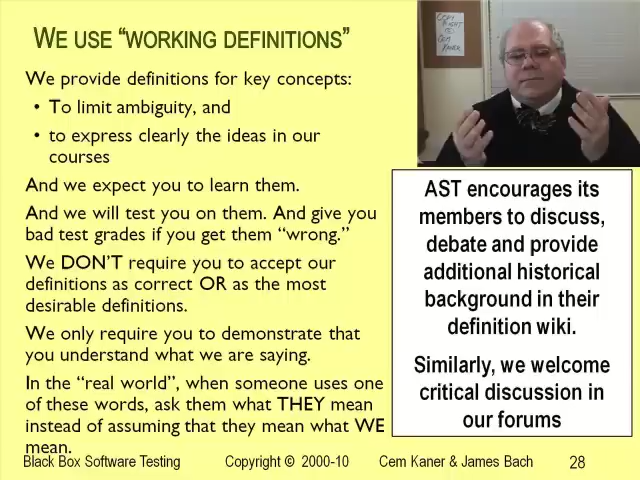 WE USE “WORKING DEFINITIONS”
We provide definitions for key concepts:
• To limit ambiguity, and
• to express clearly the ideas in our
courses
And we expect you to learn them.
And we will test you on them. And give you
bad test grades if you get them “wrong.”
We DON’T require you to accept our
definitions as correct OR as the most
desirable definitions.
We only require you to demonstrate that
you understand what we are saying.
In the “real world”, when someone uses one
of these words, ask them what THEY mean
instead of assuming that they mean what WE
mean.
COPY
RIGHT
CEM
KANER
AST encourages its
members to discuss,
debate and provide
additional historical
background in their
definition wiki.
Similarly, we welcome
critical discussion in
our forums
Black Box Software Testing
Copyright © 2000-10
Cem Kaner & James Bach
28